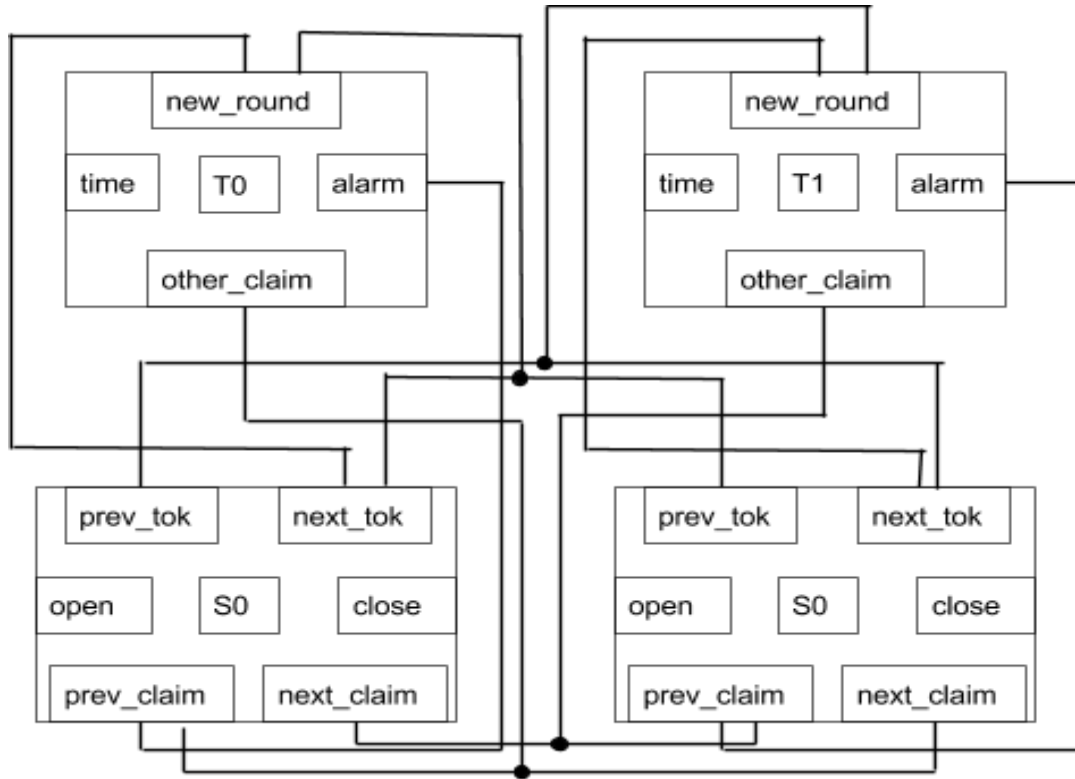 new_round
new_round
time
T0
alarm
time
T1
alarm
other_claim
other_claim
prev_tok
next_tok
prev_tok
next_tok
open
S0
close
open
S0
close
prev_claim
next_claim
prev_claim
next_claim